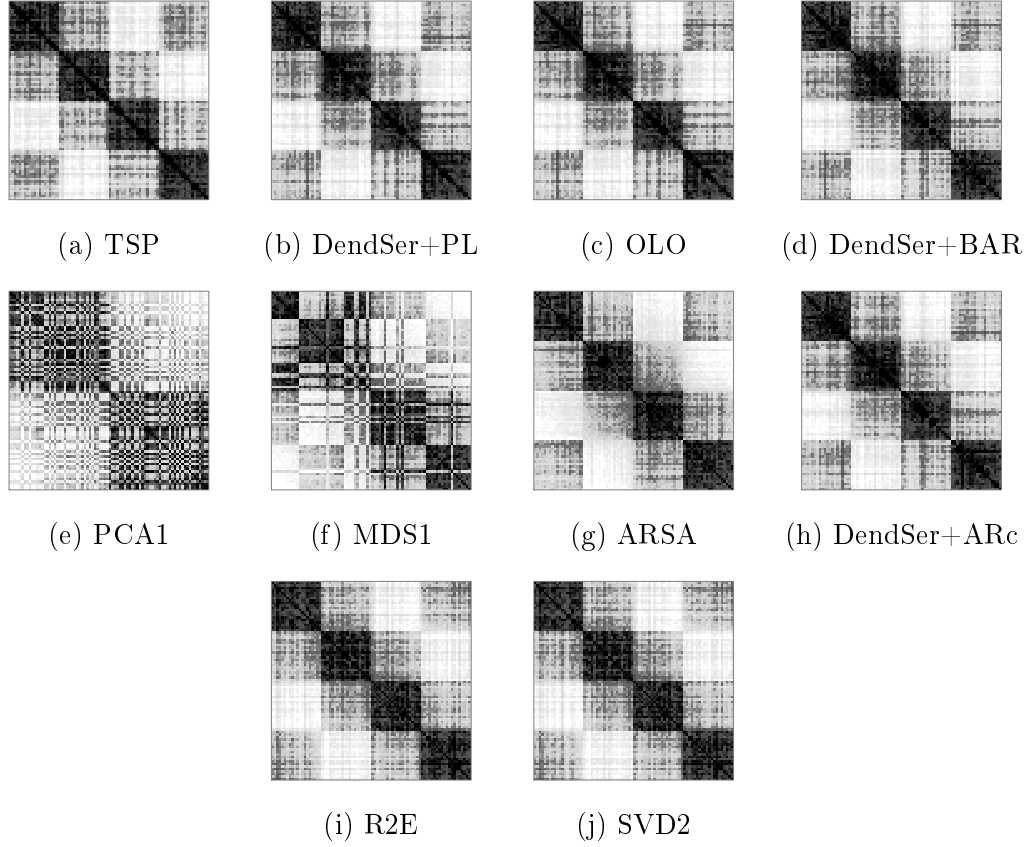 (a) TSP (b) DendSer+PL (c) OLO (d) DendSer+BAR
(e) PCA1 (f) MDS1 (g) ARSA (h) DendSer+ARc
(i) R2E (j) SVD2